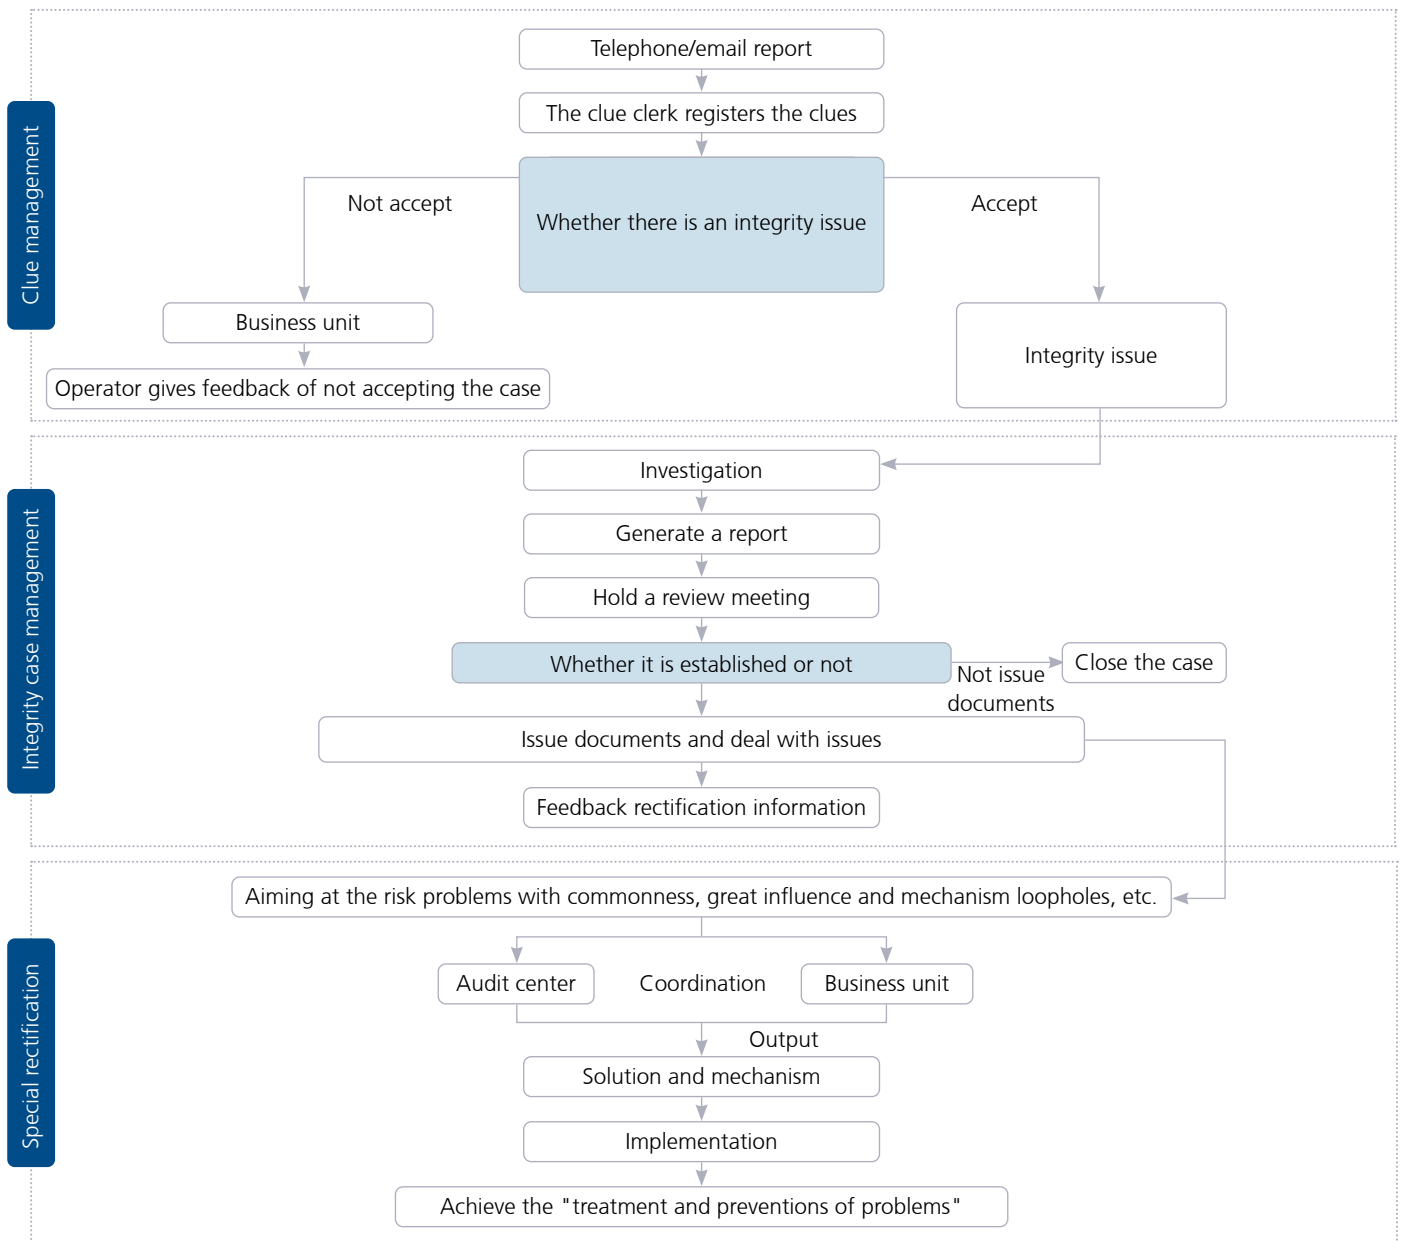 Clue management
Telephone/email report
The clue clerk registers the clues
Whether there is an integrity issue
Not accept
Accept
Business unit
Operator gives feedback of not accepting the case
Integrity issue
Integrity case management
Investigation
Generate a report
Hold a review meeting
Whether it is established or not
Not issue
documents
Close the case
Issue documents and deal with issues
Feedback rectification information
Special rectification
Aiming at the risk problems with commonness, great influence and mechanism loopholes, etc.
Audit center
Coordination
Business unit
Output
Solution and mechanism
Implementation
Achieve the "treatment and preventions of problems"